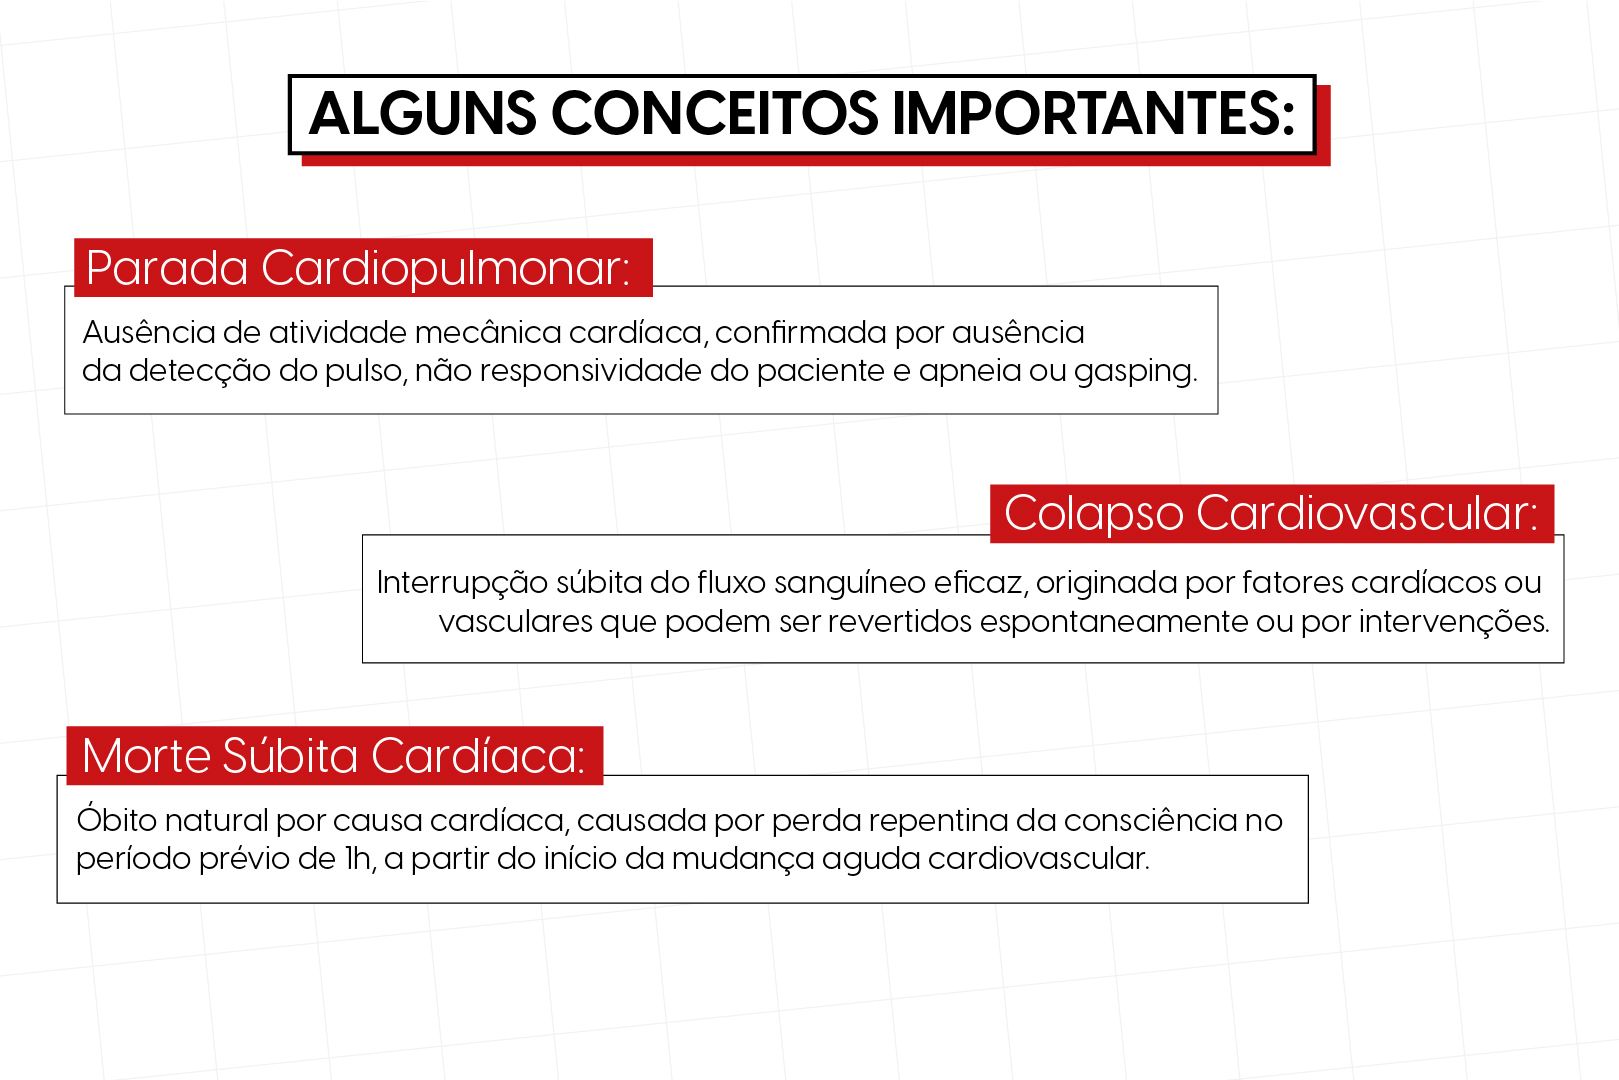 ALGUNS CONCEITOS IMPORTANTES:
Parada Cardiopulmonar:
Ausência de atividade mecânica cardíaca, confirmada por ausência
da detecção do pulso, não responsividade do paciente e apneia ou gasping.
Colapso Cardiovascular:
Interrupção súbita do fluxo sanguíneo eficaz, originada por fatores cardíacos ou
vasculares que podem ser revertidos espontaneamente ou por intervenções.
Morte Súbita Cardíaca:
Óbito natural por causa cardíaca, causada por perda repentina da consciência no
período prévio de 1h, a partir do início da mudança aguda cardiovascular.